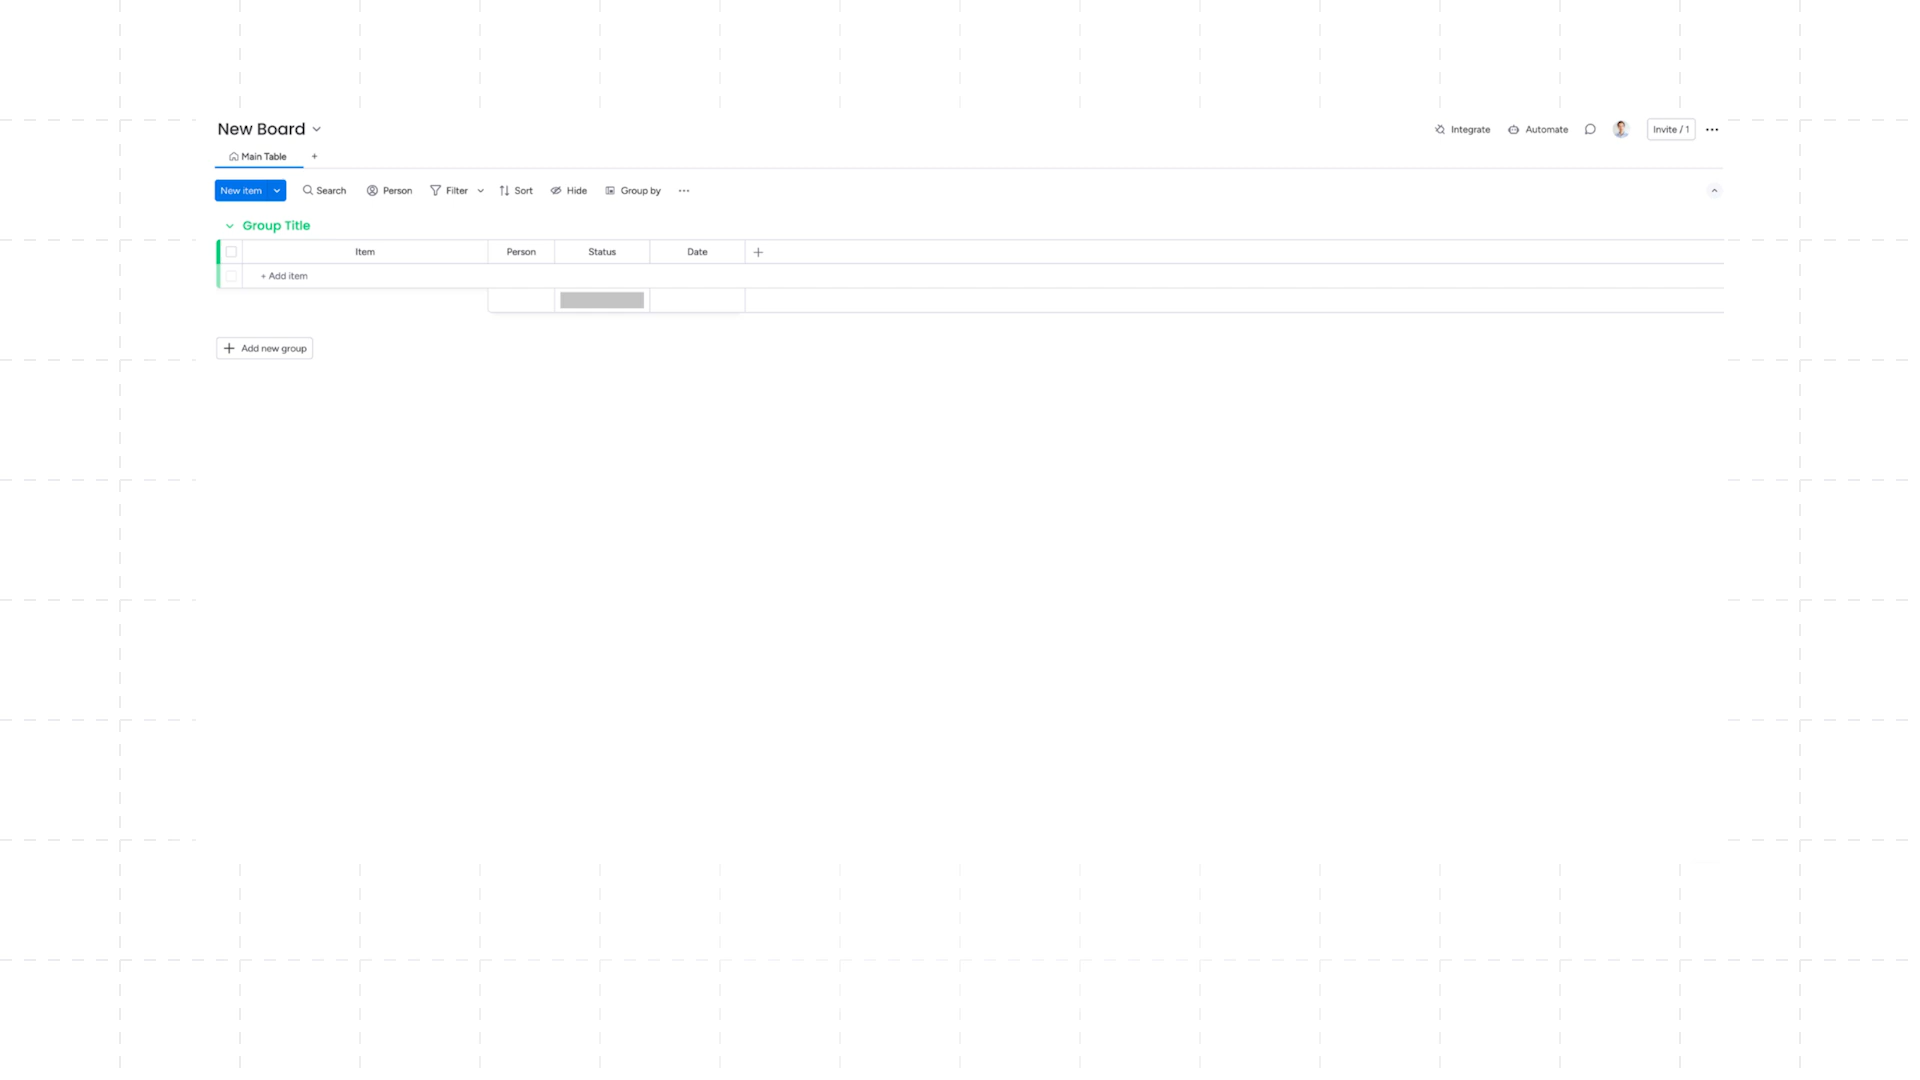 New Board
Integrate Automate Invite / 1
Main Table +
New item Search Person Filter Sort Hide Group by
Group Title
Item Person Status Date +
+ Add item
+ Add new group